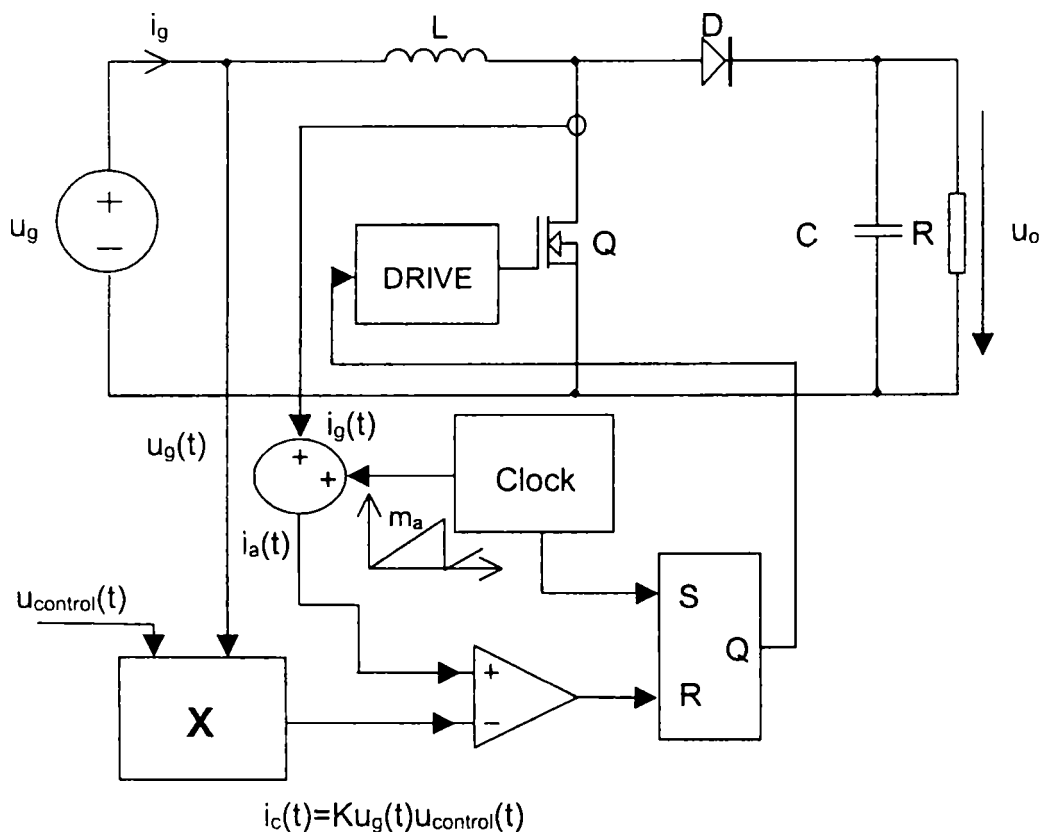 i_g
L
D
+
−
u_g
DRIVE
Q
C
R
u_o
u_g(t)
i_g(t)
+
+
Clock
m_a
i_a(t)
u_control(t)
S
Q
R
+
−
X
i_c(t)=Ku_g(t)u_control(t)